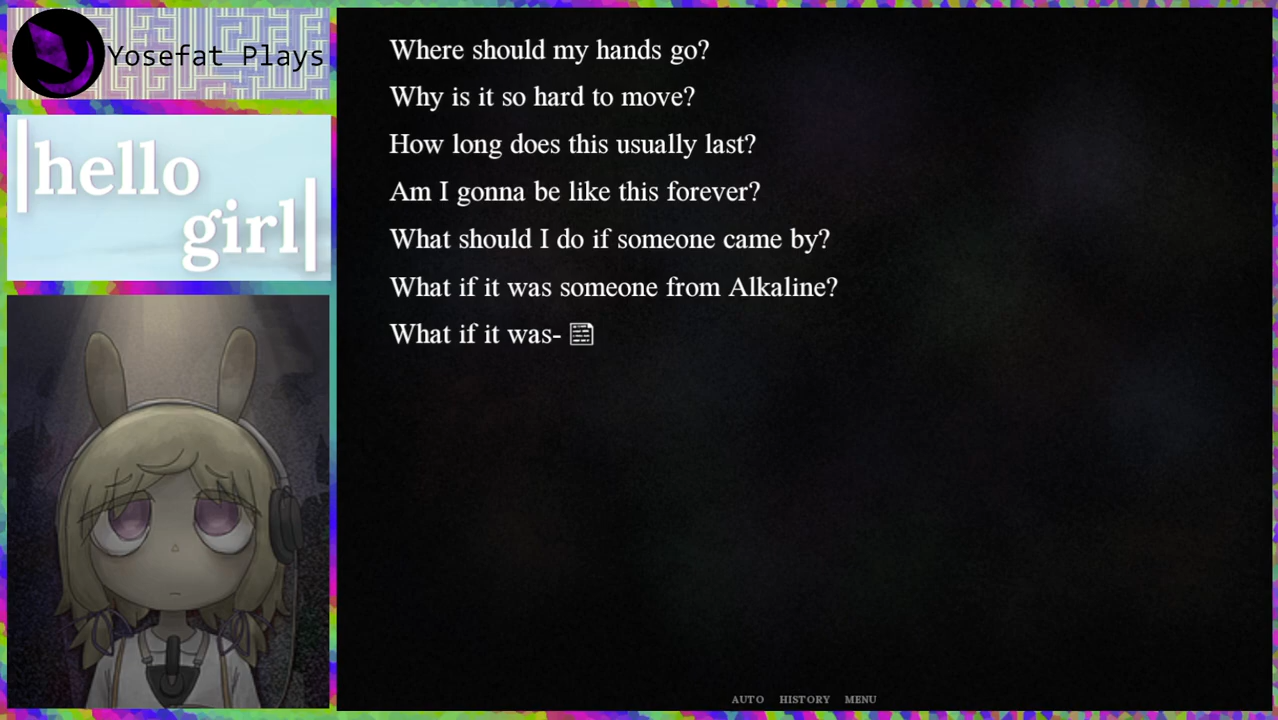 Yosefat Plays
|hello
girl|
Where should my hands go?
Why is it so hard to move?
How long does this usually last?
Am I gonna be like this forever?
What should I do if someone came by?
What if it was someone from Alkaline?
What if it was-
AUTO HISTORY MENU